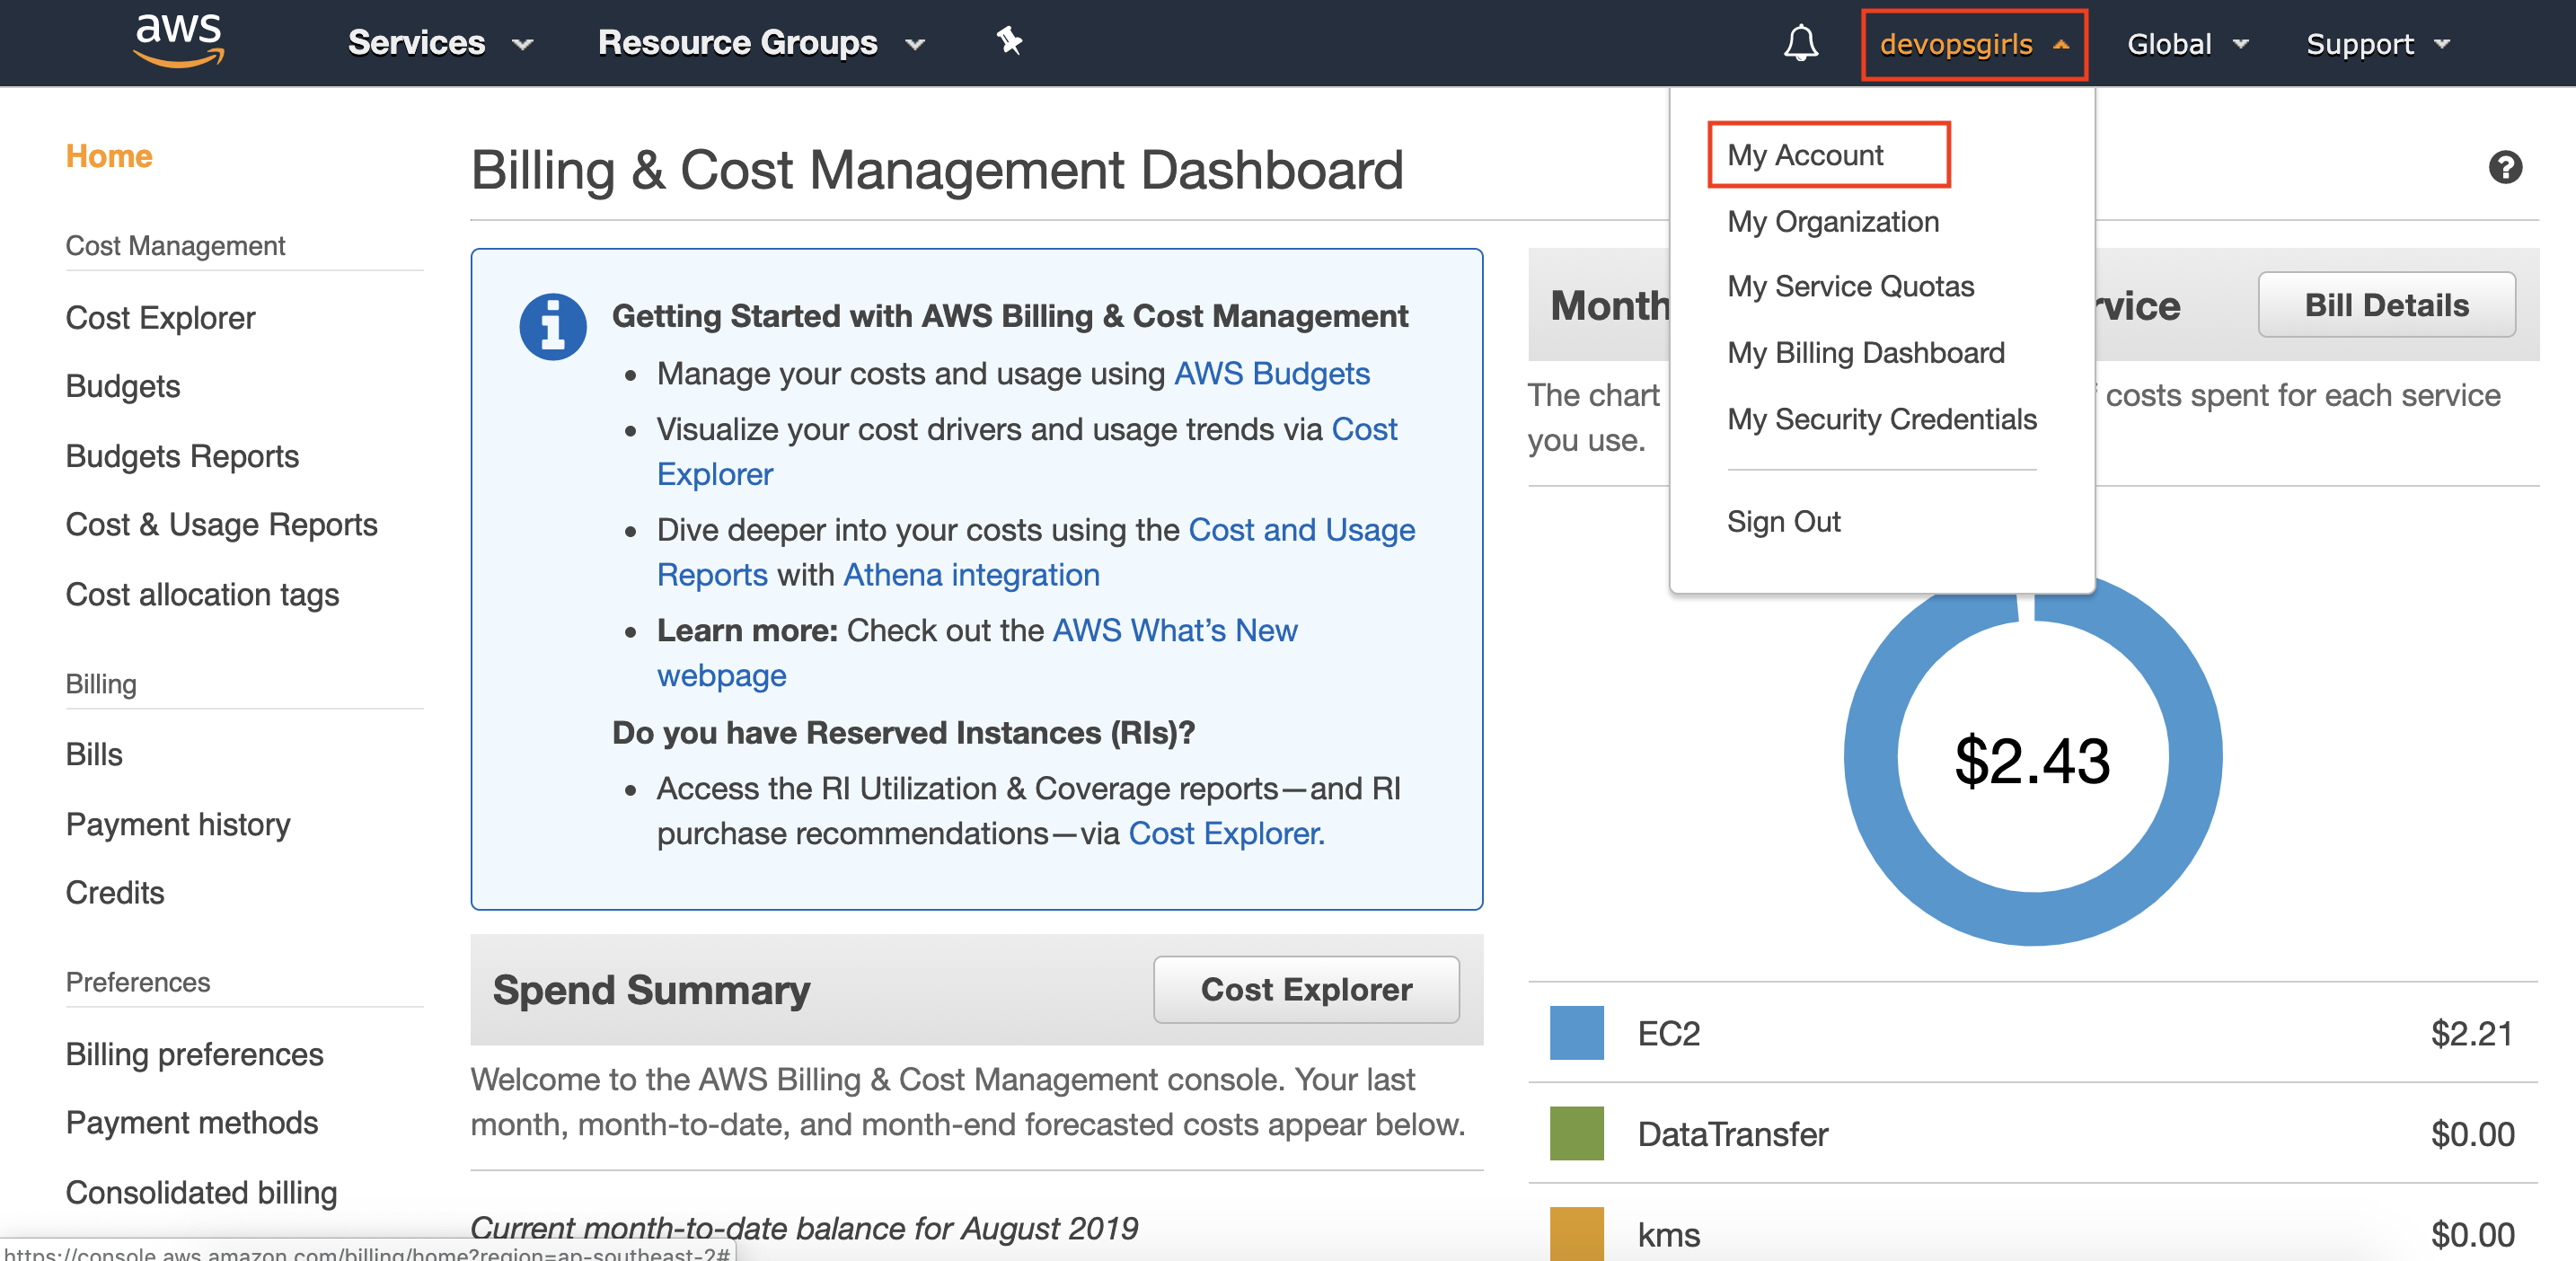 aws
Services
Resource Groups
devopsgirls
Global
Support
Home
Cost Management
Cost Explorer
Budgets
Budgets Reports
Cost & Usage Reports
Cost allocation tags
Billing
Bills
Payment history
Credits
Preferences
Billing preferences
Payment methods
Consolidated billing
https://console.aws.amazon.com/billing/home?region=ap-southeast-2#
Billing & Cost Management Dashboard
Getting Started with AWS Billing & Cost Management
Manage your costs and usage using AWS Budgets
Visualize your cost drivers and usage trends via Cost
Explorer
Dive deeper into your costs using the Cost and Usage
Reports with Athena integration
Learn more: Check out the AWS What’s New
webpage
Do you have Reserved Instances (RIs)?
Access the RI Utilization & Coverage reports—and RI
purchase recommendations—via Cost Explorer.
Spend Summary
Cost Explorer
Welcome to the AWS Billing & Cost Management console. Your last
month, month-to-date, and month-end forecasted costs appear below.
Current month-to-date balance for August 2019
My Account
My Organization
My Service Quotas
My Billing Dashboard
My Security Credentials
Sign Out
Month rvice
Bill Details
The chart costs spent for each service
you use.
$2.43
EC2 $2.21
DataTransfer $0.00
kms $0.00